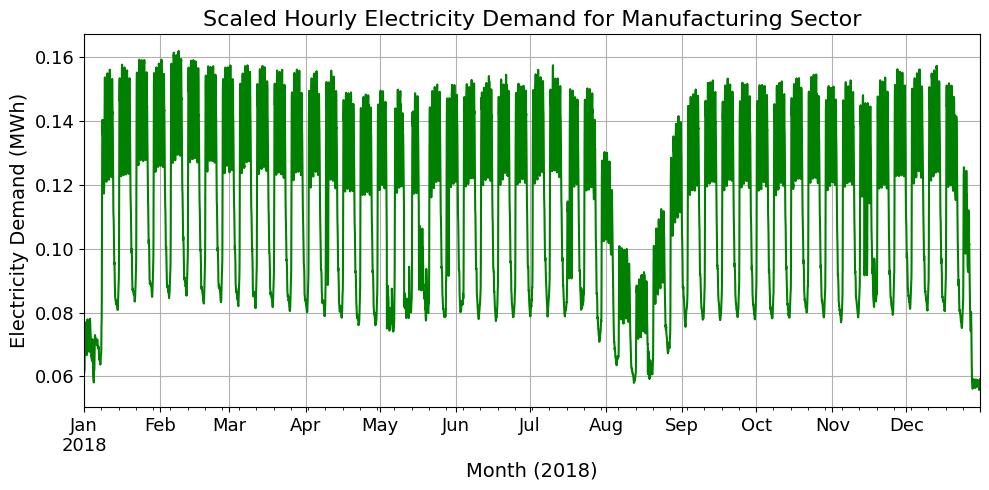 Scaled Hourly Electricity Demand for Manufacturing Sector
Electricity Demand (MWh)
0.16
0.14
0.12
0.10
0.08
0.06
Jan Feb Mar Apr May Jun Jul Aug Sep Oct Nov Dec
2018
Month (2018)